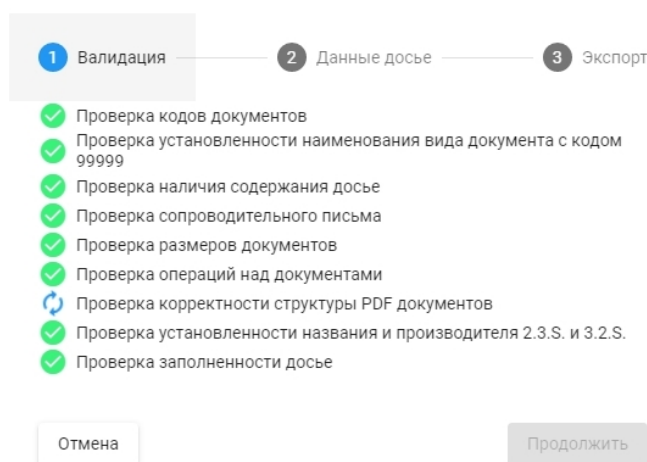 1 Валидация 2 Данные досье 3 Экспорт
Проверка кодов документов
Проверка установленности наименования вида документа с кодом
99999
Проверка наличия содержания досье
Проверка сопроводительного письма
Проверка размеров документов
Проверка операций над документами
Проверка корректности структуры PDF документов
Проверка установленности названия и производителя 2.3.S. и 3.2.S.
Проверка заполненности досье
Отмена Продолжить